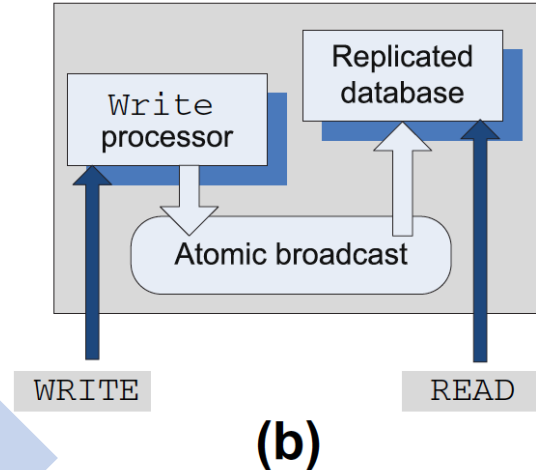 Replicated
database
Write
processor
Atomic broadcast
WRITE
READ
(b)